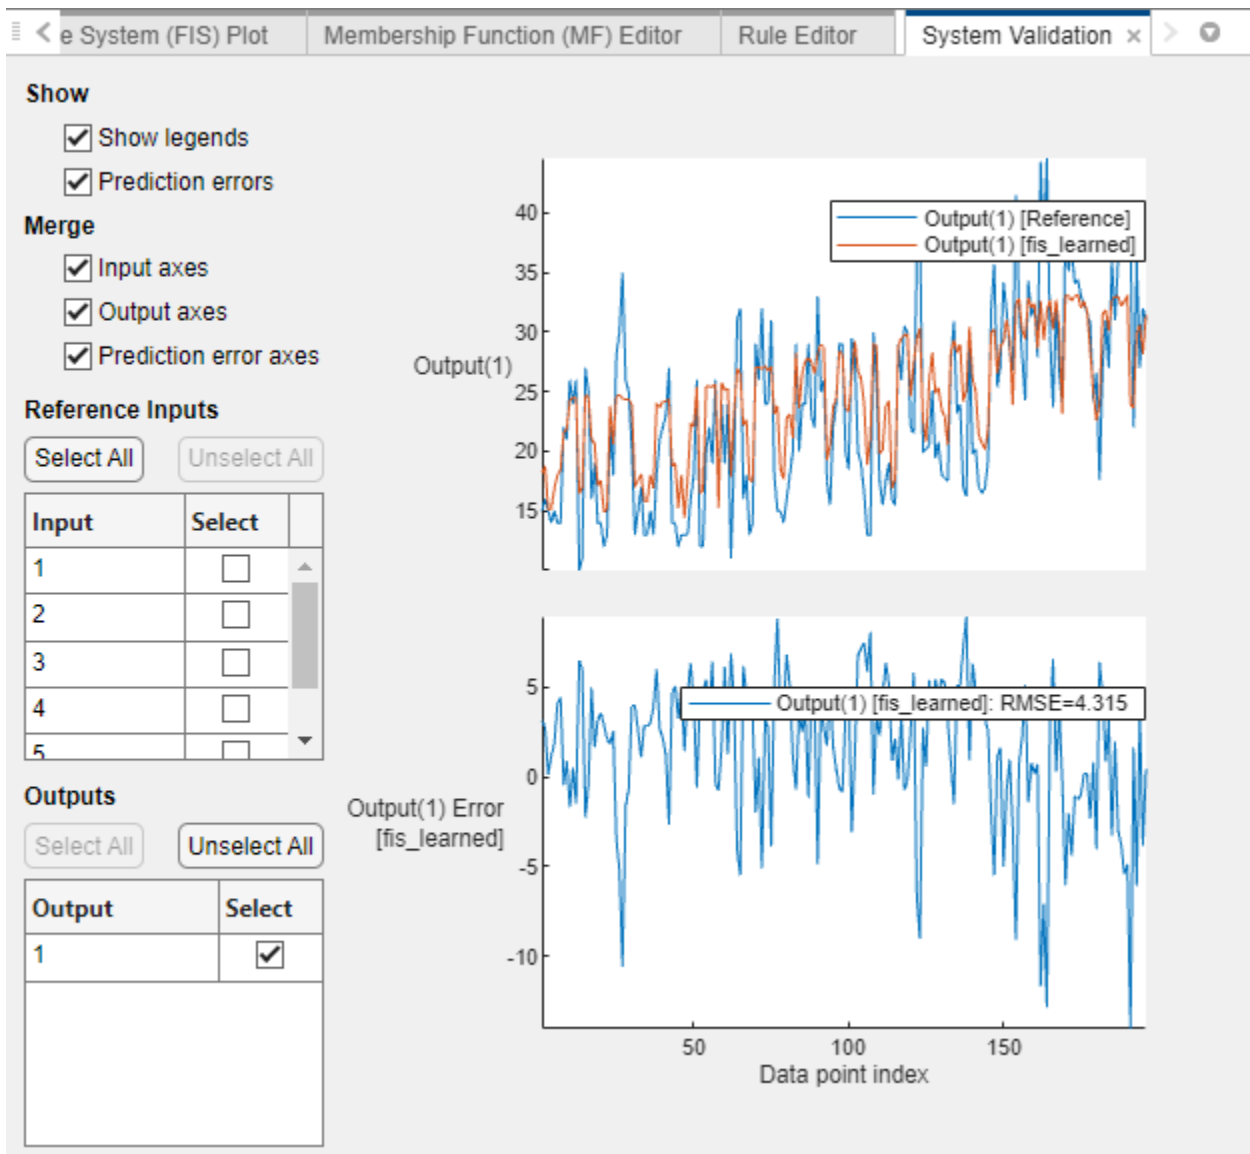 e System (FIS) Plot
Membership Function (MF) Editor
Rule Editor
System Validation ×
Show
Show legends
Prediction errors
Merge
Input axes
Output axes
Prediction error axes
Reference Inputs
Select All
Unselect All
Input Select
1
2
3
4
5
Outputs
Select All
Unselect All
Output Select
1
40
35
30
25
20
15
Output(1)
Output(1) [Reference]
Output(1) [fis_learned]
5
0
-5
-10
Output(1) Error
[fis_learned]
Output(1) [fis_learned]: RMSE=4.315
50 100 150
Data point index